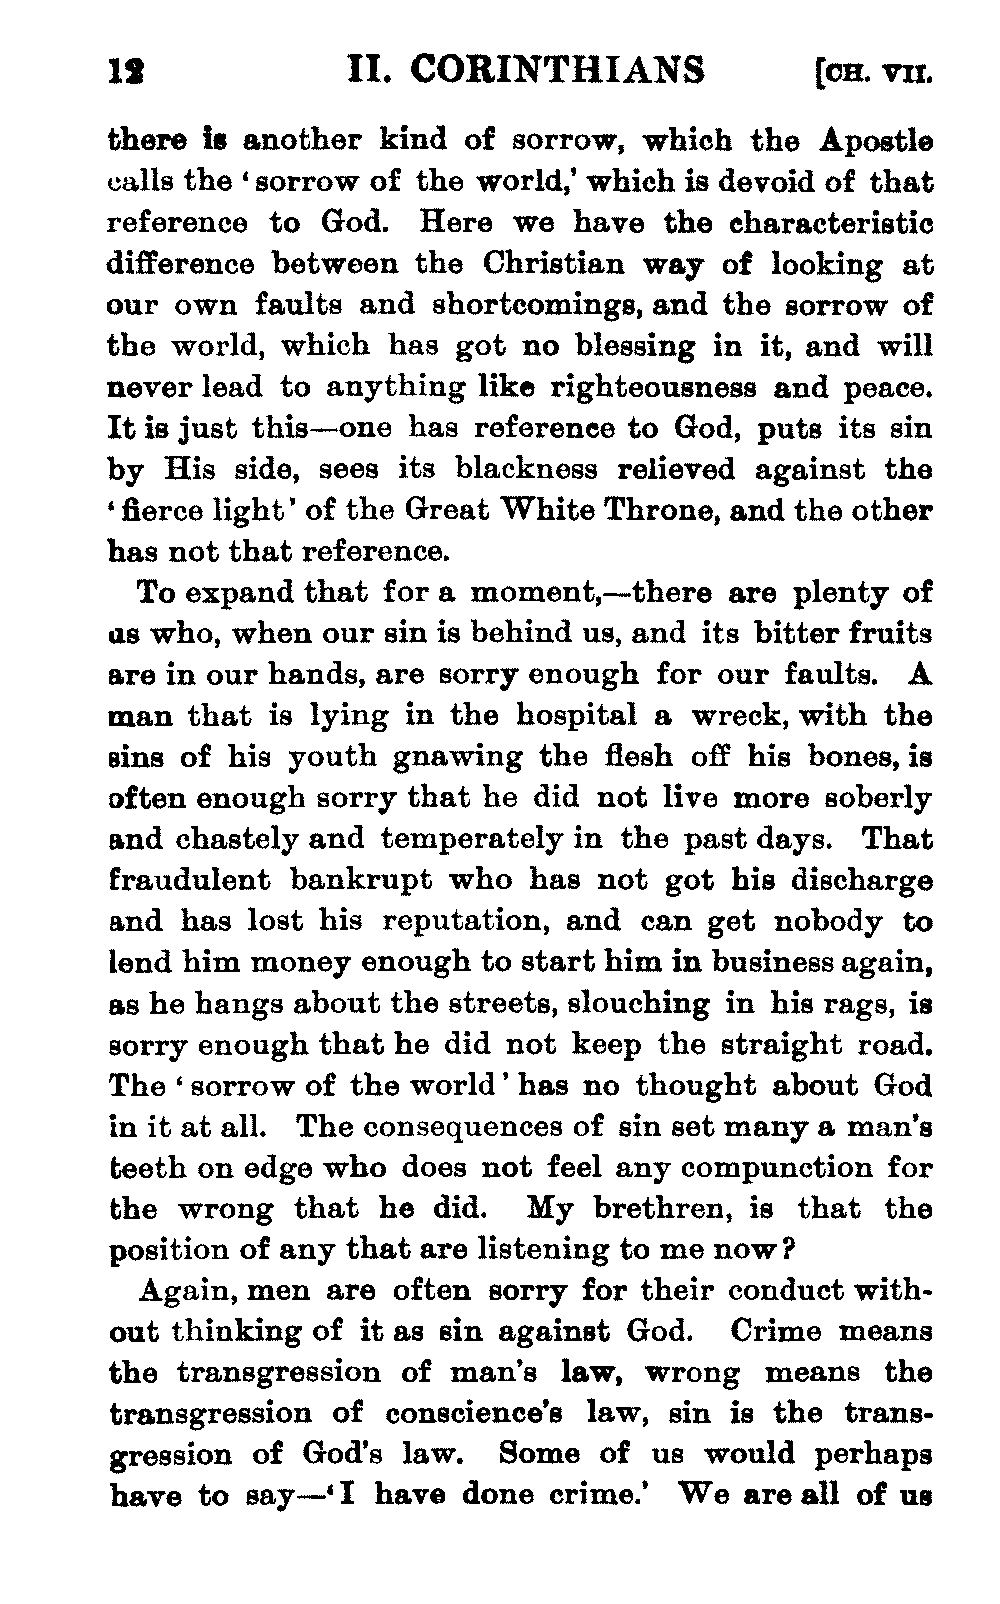 12 II. CORINTHIANS [CH. VII.
there is another kind of sorrow, which the Apostle
calls the ‘sorrow of the world,’ which is devoid of that
reference to God. Here we have the characteristic
difference between the Christian way of looking at
our own faults and shortcomings, and the sorrow of
the world, which has got no blessing in it, and will
never lead to anything like righteousness and peace.
It is just this—one has reference to God, puts its sin
by His side, sees its blackness relieved against the
‘fierce light’ of the Great White Throne, and the other
has not that reference.
To expand that for a moment,—there are plenty of
us who, when our sin is behind us, and its bitter fruits
are in our hands, are sorry enough for our faults. A
man that is lying in the hospital a wreck, with the
sins of his youth gnawing the flesh off his bones, is
often enough sorry that he did not live more soberly
and chastely and temperately in the past days. That
fraudulent bankrupt who has not got his discharge
and has lost his reputation, and can get nobody to
lend him money enough to start him in business again,
as he hangs about the streets, slouching in his rags, is
sorry enough that he did not keep the straight road.
The ‘sorrow of the world’ has no thought about God
in it at all. The consequences of sin set many a man’s
teeth on edge who does not feel any compunction for
the wrong that he did. My brethren, is that the
position of any that are listening to me now?
Again, men are often sorry for their conduct with-
out thinking of it as sin against God. Crime means
the transgression of man’s law, wrong means the
transgression of conscience’s law, sin is the trans-
gression of God’s law. Some of us would perhaps
have to say—‘I have done crime.’ We are all of us